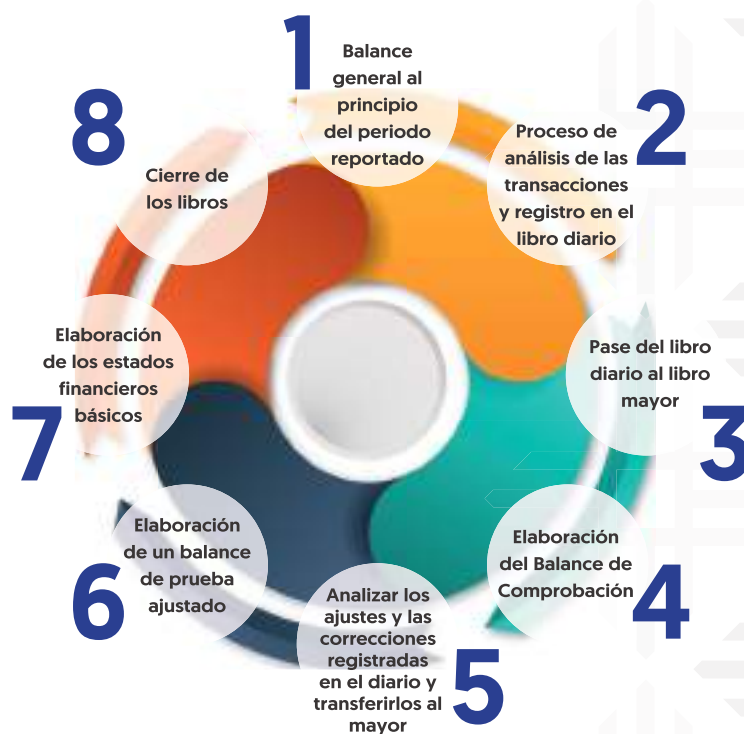 1
Balance
general al
principio
del periodo
reportado
2
Proceso de
análisis de las
transacciones
y registro en el
libro diario
3
Pase del libro
diario al libro
mayor
4
Elaboración
del Balance de
Comprobación
5
Analizar los
ajustes y las
correcciones
registradas
en el diario y
transferirlos al
mayor
6
Elaboración
de un balance
de prueba
ajustado
7
Elaboración
de los estados
financieros
básicos
8
Cierre de
los libros